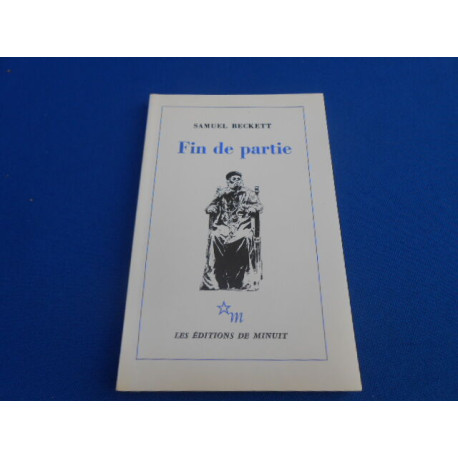 SAMUEL BECKETT
Fin de partie
m
LES ÉDITIONS DE MINUIT